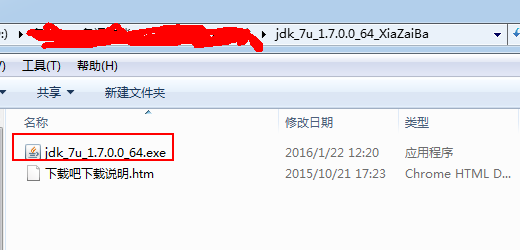 :) jdk_7u_1.7.0.0_64_XiaZaiBa
V) 工具(T) 帮助(H)
共享 新建文件夹
名称 修改日期 类型
jdk_7u_1.7.0.0_64.exe 2016/1/22 12:20 应用程序
下载吧下载说明.htm 2015/10/21 17:23 Chrome HTML D...